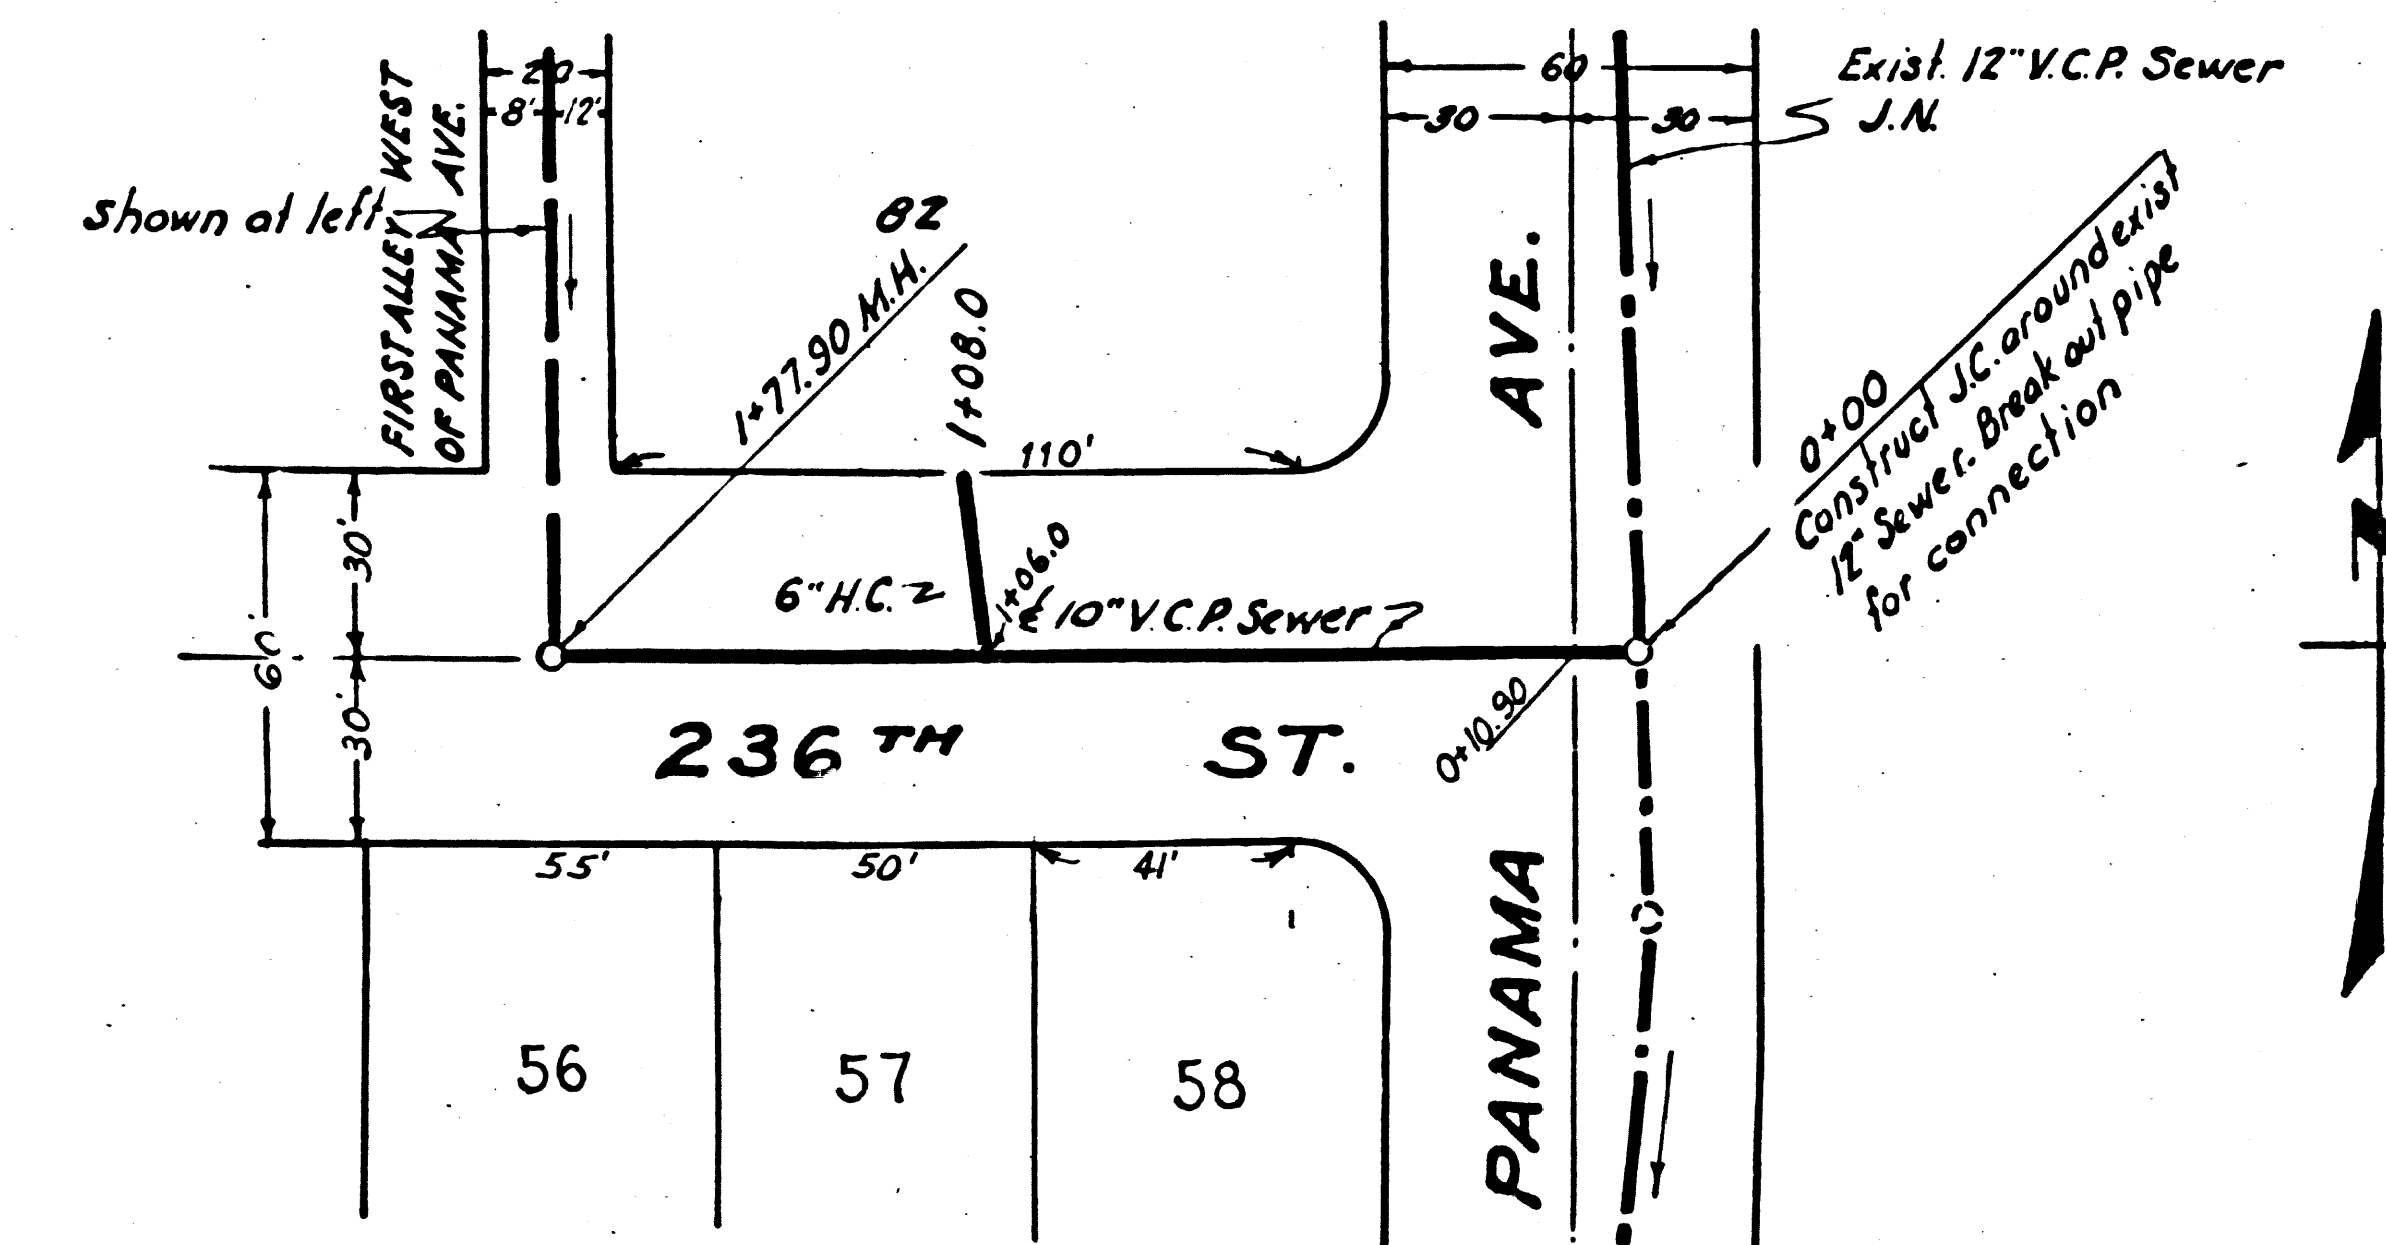 20
8' 12'
FIRST ALLEY WEST
OF PANAMA AVE.
Shown at left
82
1+77.90 M.H.
1+08.0
110'
60
30 30
Exist. 12" V.C.P. Sewer
J.N.
AVE.
0+00
Construct J.C. around exist
12" Sewer. Break out pipe
for connection
30'
60'
30'
6" H.C.
1+06.0
℄ 10" V.C.P. Sewer
0+10.90
236TH ST.
55' 50' 41'
56 57 58
PANAMA
N